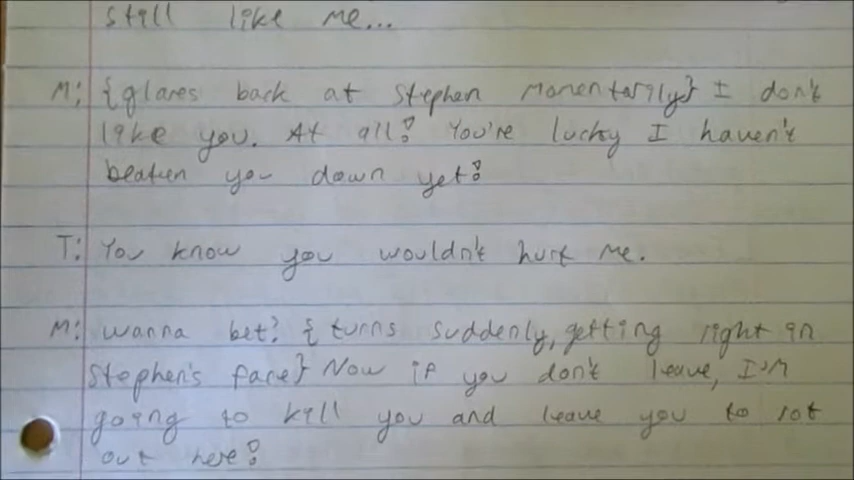 still like me...
M: {glares back at Stephen momentarily} I don't
like you. At all! You're lucky I haven't
beaten you down yet!
T: You know you wouldn't hurt me.
M: wanna bet? {turns suddenly, getting right in
Stephen's face} Now if you don't leave, I'm
going to kill you and leave you to rot
out here!